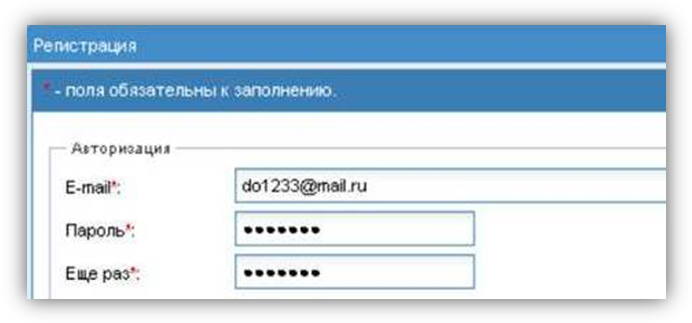 Регистрация
* - поля обязательны к заполнению.
Авторизация
E-mail*: do1233@mail.ru
Пароль*: •••••••
Еще раз*: •••••••